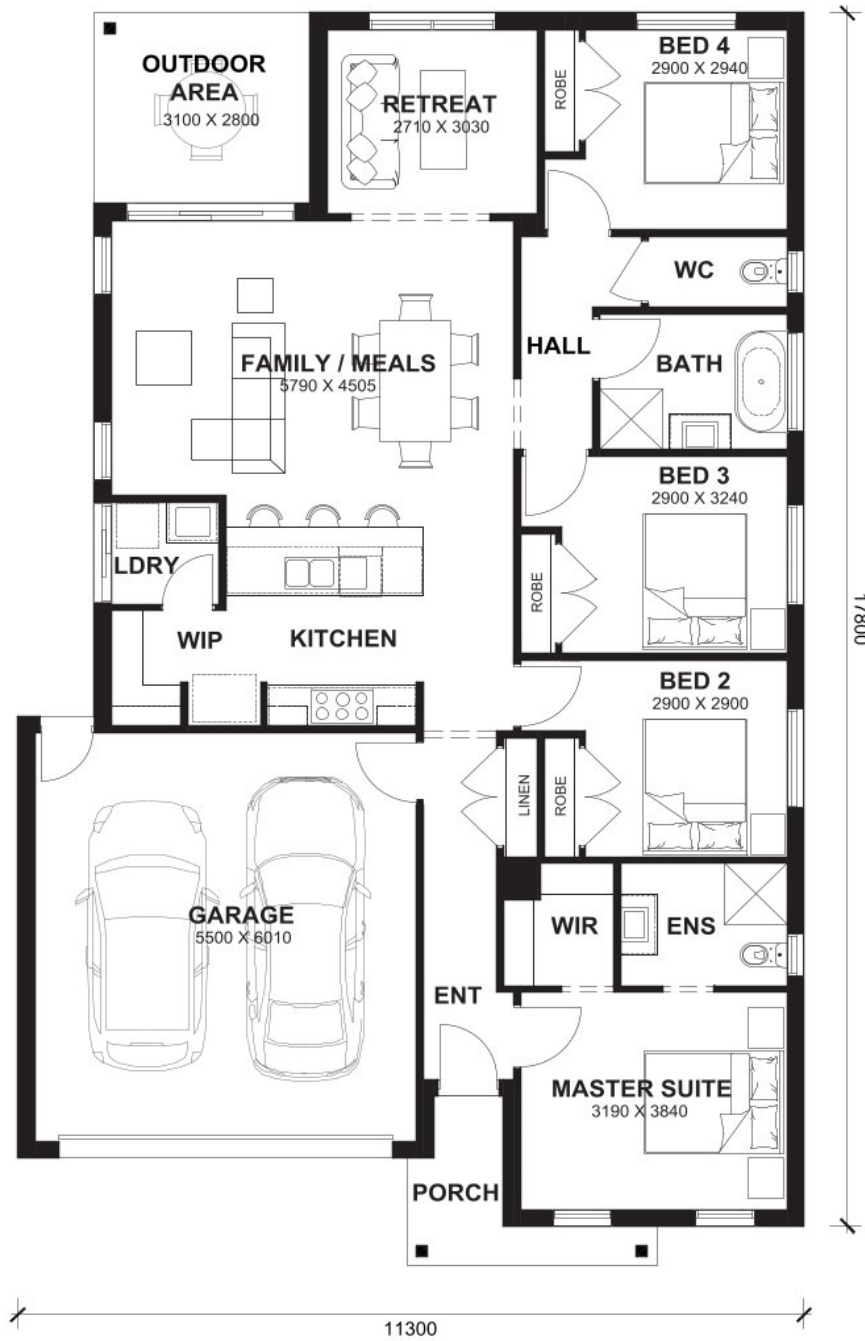 OUTDOOR
AREA
3100 X 2800
RETREAT
2710 X 3030
ROBE
BED 4
2900 X 2940
WC
HALL
BATH
FAMILY / MEALS
5790 X 4505
BED 3
2900 X 3240
ROBE
LDRY
WIP
KITCHEN
BED 2
2900 X 2900
LINEN
ROBE
GARAGE
5500 X 6010
WIR
ENS
ENT
MASTER SUITE
3190 X 3840
PORCH
17800
11300